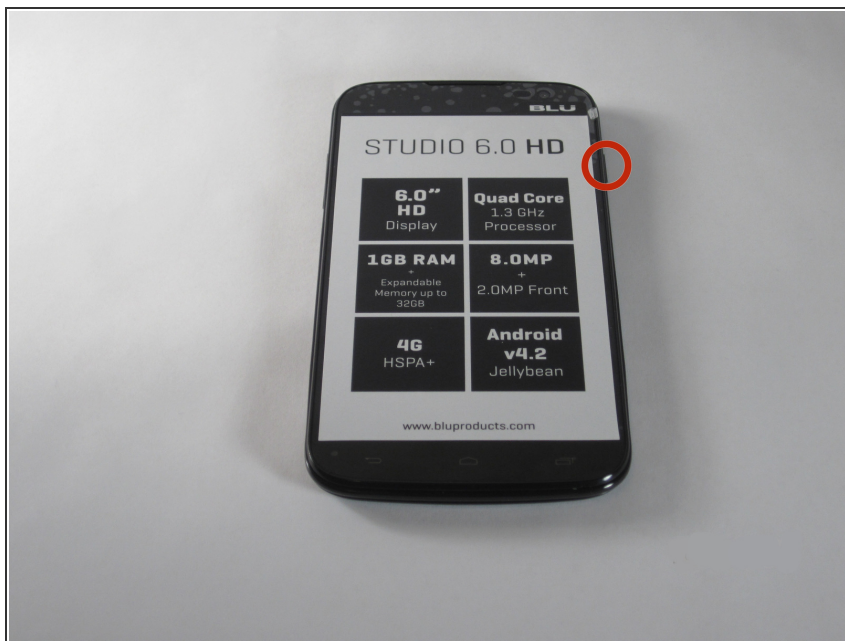 BLU
STUDIO 6.0 HD
6.0"
HD
Display
Quad Core
1.3 GHz
Processor
1GB RAM
+
Expandable
Memory up to
32GB
8.0MP
+
2.0MP Front
4G
HSPA+
Android
v4.2
Jellybean
www.bluproducts.com